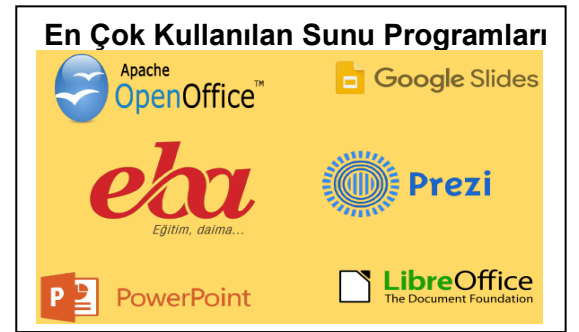 En Çok Kullanılan Sunu Programları
Apache
OpenOffice™
Google Slides
eba
Eğitim, daima...
Prezi
P
PowerPoint
LibreOffice
The Document Foundation